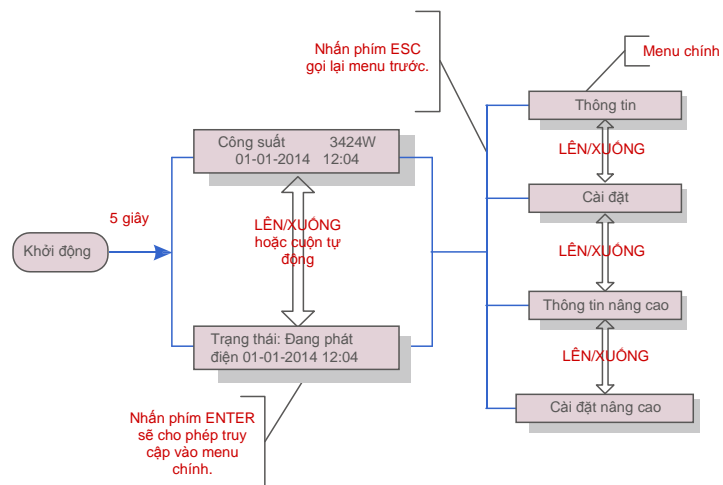 Nhấn phím ESC
gọi lại menu trước.
Menu chính
Thông tin
Công suất 3424W
01-01-2014 12:04
LÊN/XUỐNG
Cài đặt
5 giây
LÊN/XUỐNG
hoặc cuộn tự
động
Khởi động
LÊN/XUỐNG
Thông tin nâng cao
Trạng thái: Đang phát
điện 01-01-2014 12:04
LÊN/XUỐNG
Cài đặt nâng cao
Nhấn phím ENTER
sẽ cho phép truy
cập vào menu
chính.